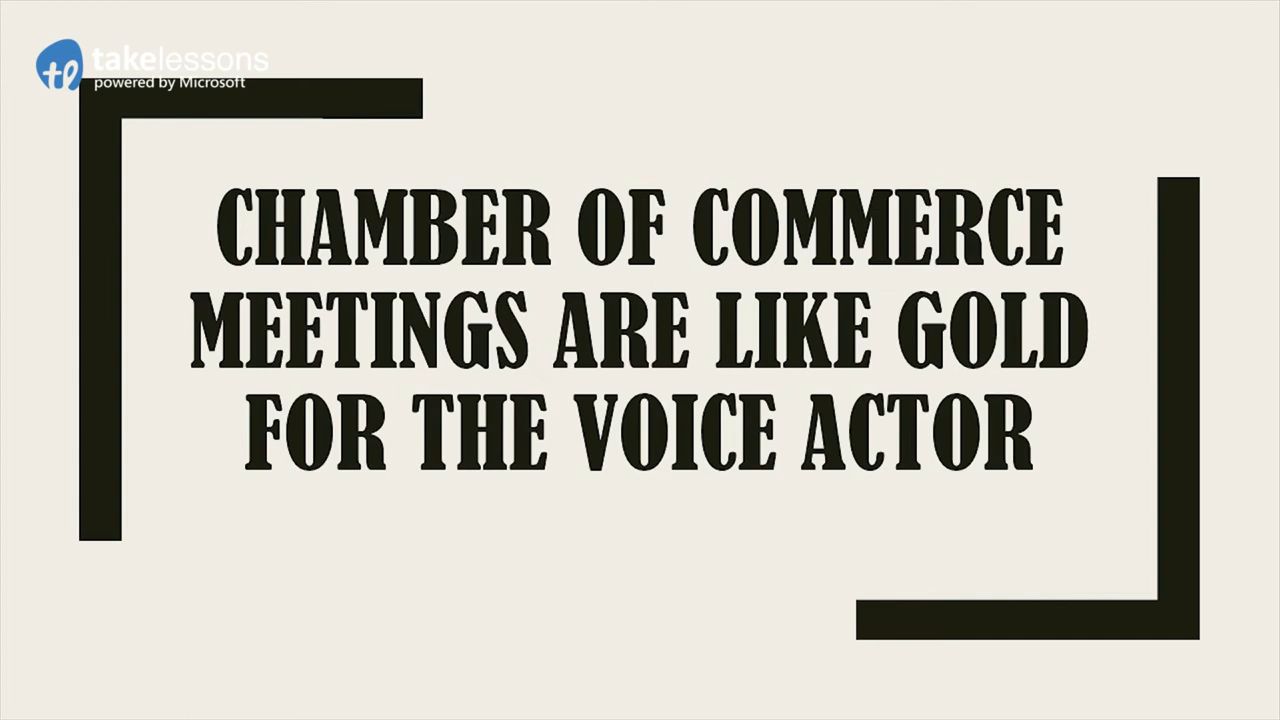 takelessons
powered by Microsoft
CHAMBER OF COMMERCE
MEETINGS ARE LIKE GOLD
FOR THE VOICE ACTOR